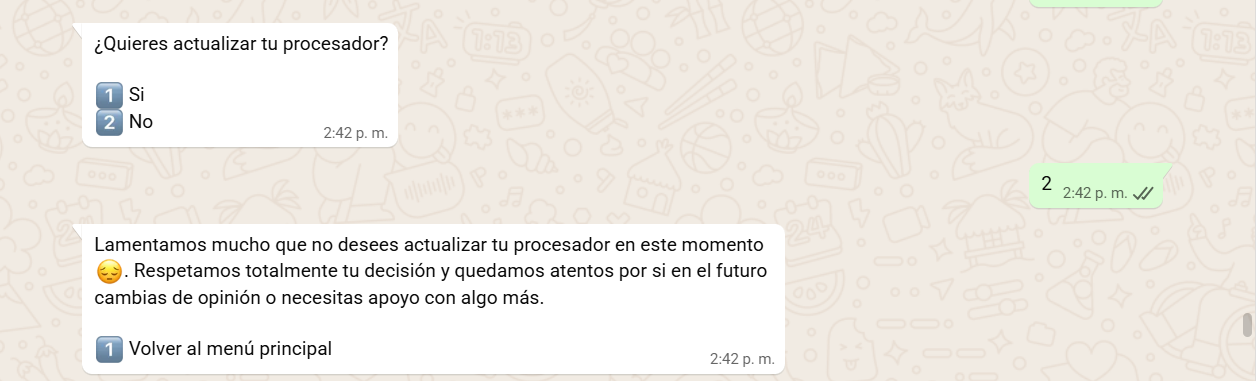 ¿Quieres actualizar tu procesador?
1 Si
2 No
2:42 p. m.
2 2:42 p. m.
Lamentamos mucho que no desees actualizar tu procesador en este momento
😔. Respetamos totalmente tu decisión y quedamos atentos por si en el futuro
cambias de opinión o necesitas apoyo con algo más.
1 Volver al menú principal
2:42 p. m.